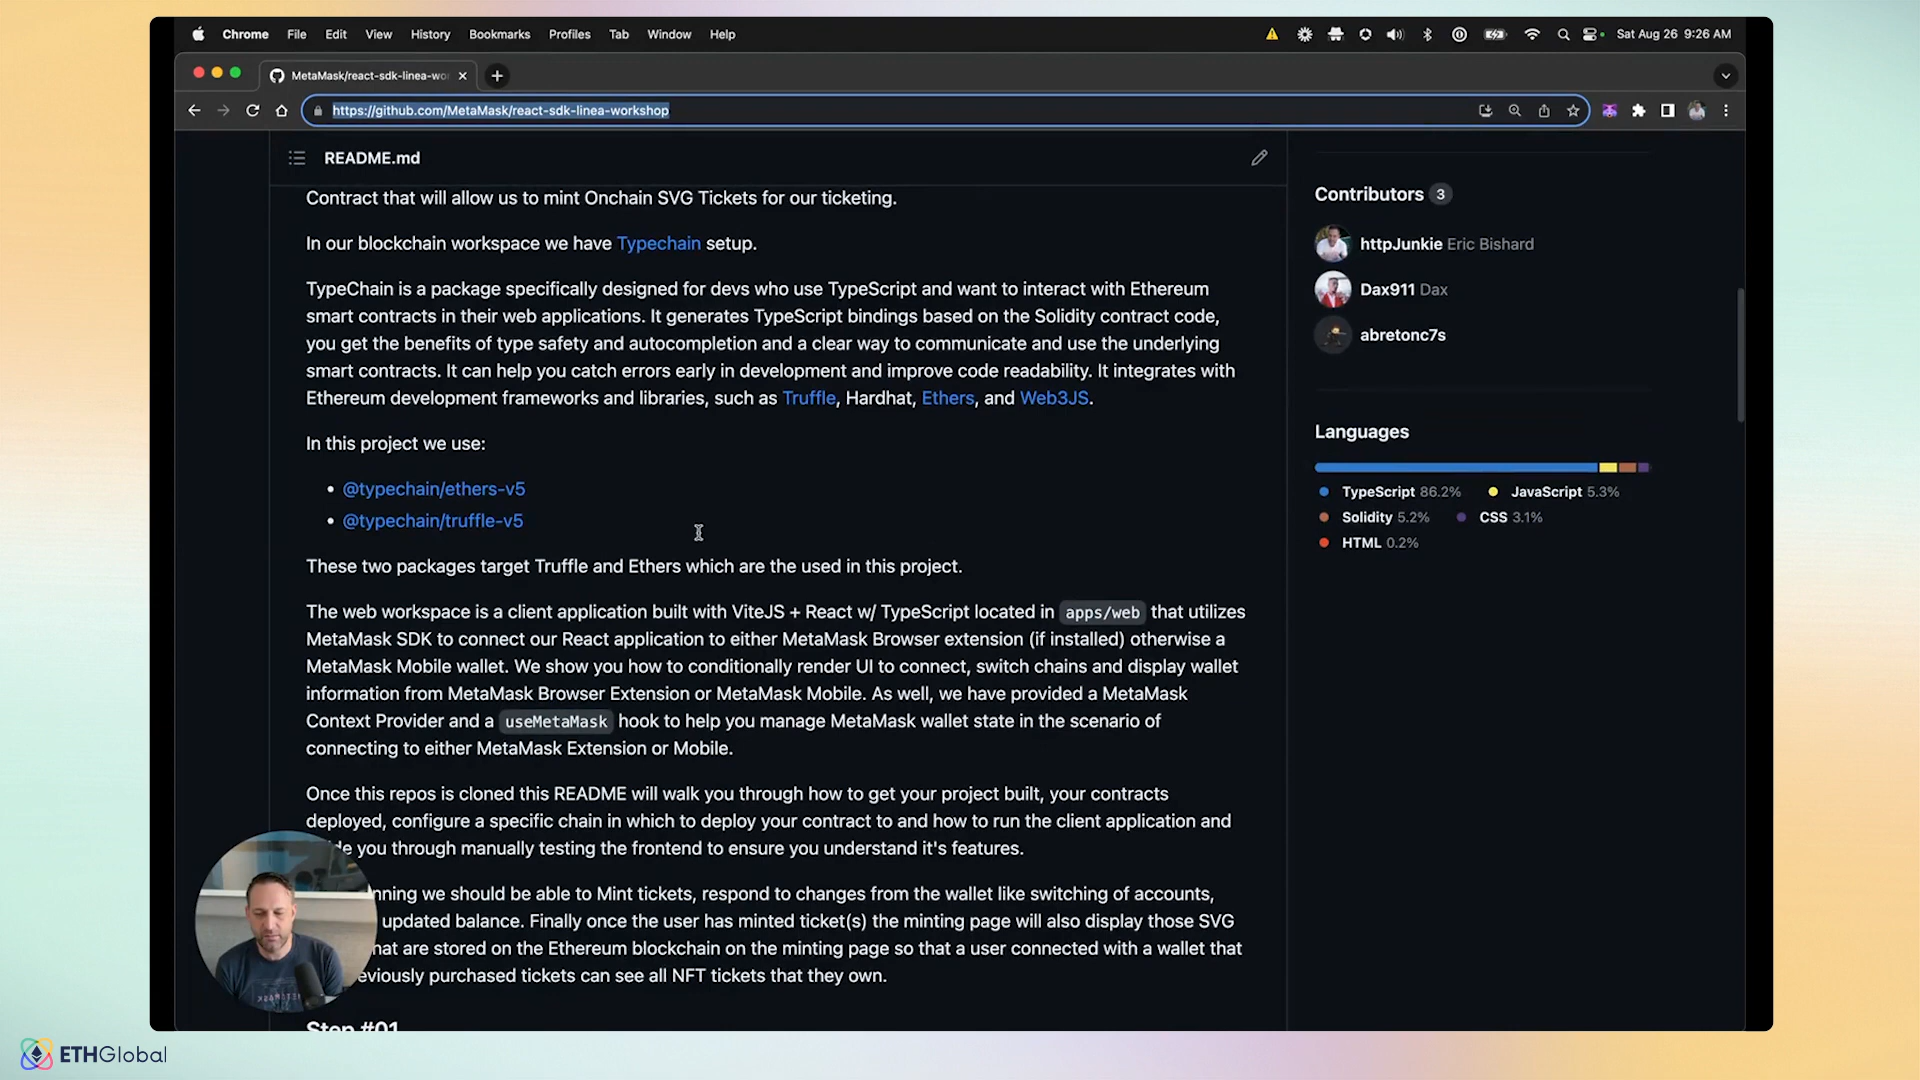 Chrome File Edit View History Bookmarks Profiles Tab Window Help Sat Aug 26 9:26 AM
MetaMask/react-sdk-linea-wo
https://github.com/MetaMask/react-sdk-linea-workshop
README.md
Contract that will allow us to mint Onchain SVG Tickets for our ticketing.
In our blockchain workspace we have Typechain setup.
TypeChain is a package specifically designed for devs who use TypeScript and want to interact with Ethereum
smart contracts in their web applications. It generates TypeScript bindings based on the Solidity contract code,
you get the benefits of type safety and autocompletion and a clear way to communicate and use the underlying
smart contracts. It can help you catch errors early in development and improve code readability. It integrates with
Ethereum development frameworks and libraries, such as Truffle, Hardhat, Ethers, and Web3JS.
In this project we use:
• @typechain/ethers-v5
• @typechain/truffle-v5
These two packages target Truffle and Ethers which are the used in this project.
The web workspace is a client application built with ViteJS + React w/ TypeScript located in apps/web that utilizes
MetaMask SDK to connect our React application to either MetaMask Browser extension (if installed) otherwise a
MetaMask Mobile wallet. We show you how to conditionally render UI to connect, switch chains and display wallet
information from MetaMask Browser Extension or MetaMask Mobile. As well, we have provided a MetaMask
Context Provider and a useMetaMask hook to help you manage MetaMask wallet state in the scenario of
connecting to either MetaMask Extension or Mobile.
Once this repos is cloned this README will walk you through how to get your project built, your contracts
deployed, configure a specific chain in which to deploy your contract to and how to run the client application and
you through manually testing the frontend to ensure you understand it's features.
we should be able to Mint tickets, respond to changes from the wallet like switching of accounts,
updated balance. Finally once the user has minted ticket(s) the minting page will also display those SVG
are stored on the Ethereum blockchain on the minting page so that a user connected with a wallet that
purchased tickets can see all NFT tickets that they own.
Step #01
Contributors 3
httpJunkie Eric Bishard
Dax911 Dax
abretonc7s
Languages
TypeScript 86.2% JavaScript 5.3%
Solidity 5.2% CSS 3.1%
HTML 0.2%
ETHGlobal